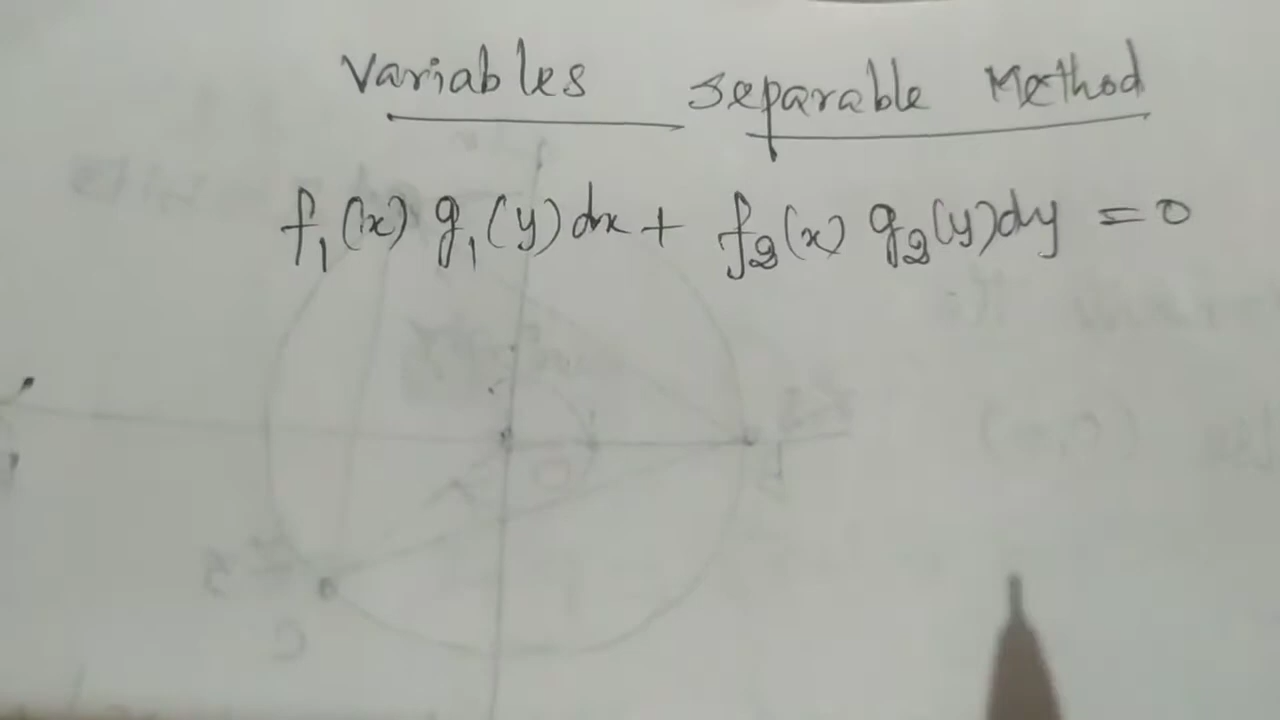 Variables separable Method
f₁(x) g₁(y)dx + f₂(x) g₂(y)dy = 0